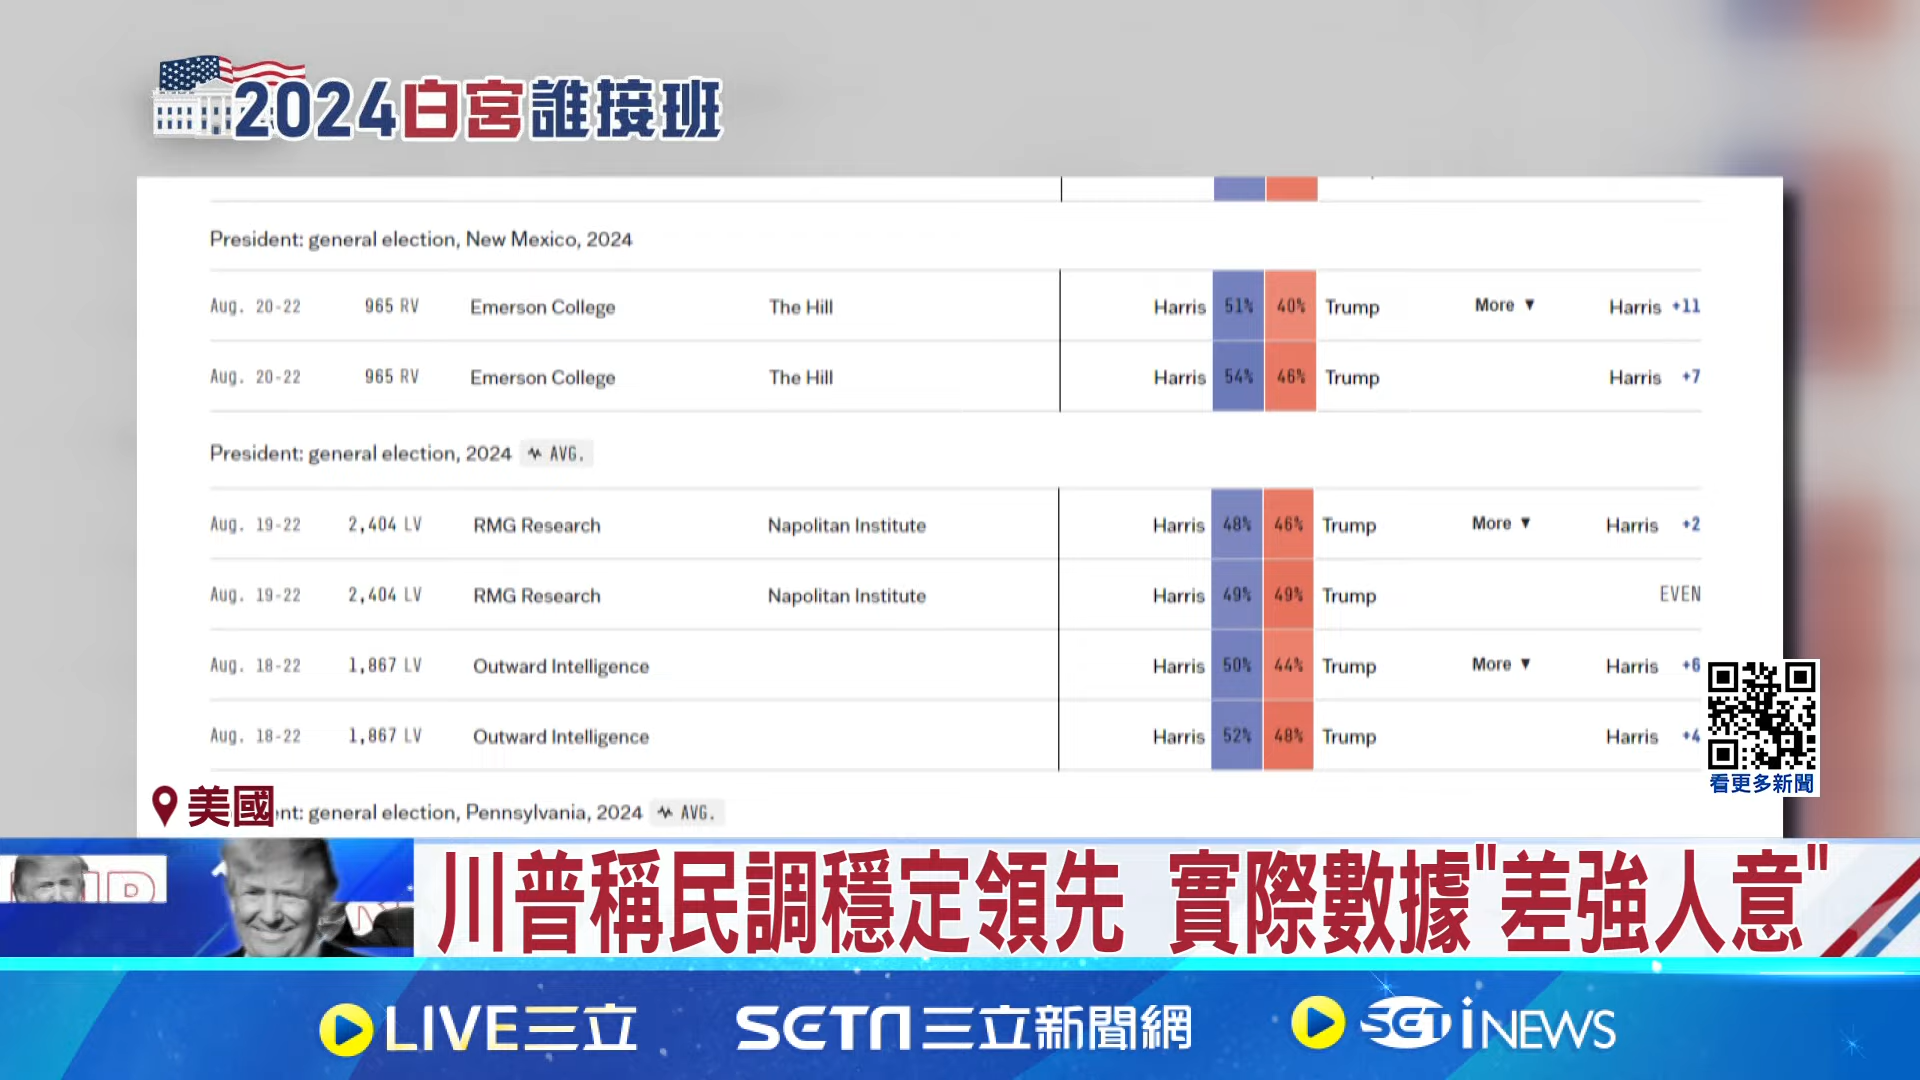 2024白宮誰接班
President: general election, New Mexico, 2024
Aug. 20-22 965 RV Emerson College The Hill Harris 51% 40% Trump More ▼ Harris +11
Aug. 20-22 965 RV Emerson College The Hill Harris 54% 46% Trump Harris +7
President: general election, 2024 AVG.
Aug. 19-22 2,404 LV RMG Research Napolitan Institute Harris 48% 46% Trump More ▼ Harris +2
Aug. 19-22 2,404 LV RMG Research Napolitan Institute Harris 49% 49% Trump EVEN
Aug. 18-22 1,867 LV Outward Intelligence Harris 50% 44% Trump More ▼ Harris +6
Aug. 18-22 1,867 LV Outward Intelligence Harris 52% 48% Trump Harris +4
看更多新聞
美國
nt: general election, Pennsylvania, 2024 AVG.
川普稱民調穩定領先 實際數據"差強人意"
LIVE三立 SETN三立新聞網 SETiNEWS